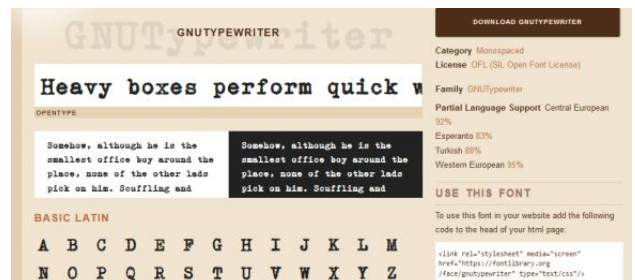 GNUTypewriter
GNUTYPEWRITER
Heavy boxes perform quick w
OPENTYPE
Somehow, although he is the
smallest office boy around the
place, none of the other lads
pick on him. Scuffling and
Somehow, although he is the
smallest office boy around the
place, none of the other lads
pick on him. Scuffling and
BASIC LATIN
A B C D E F G H I J K L M
N O P Q R S T U V W X Y Z
DOWNLOAD GNUTYPEWRITER
Category Monospaced
License OFL (SIL Open Font License)
Family GNUTypewriter
Partial Language Support Central European
92%
Esperanto 83%
Turkish 88%
Western European 95%
USE THIS FONT
To use this font in your website add the following
code to the head of your html page:
<link rel="stylesheet" media="screen"
href="https://fontlibrary.org
/face/gnutypewriter" type="text/css"/>